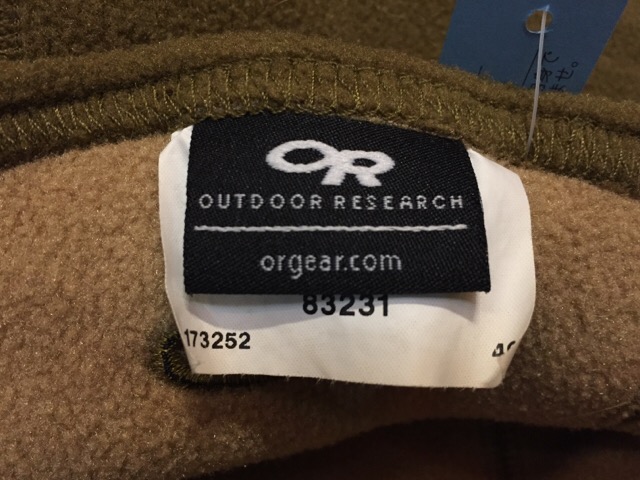 OR
OUTDOOR RESEARCH
orgear.com
83231
173252